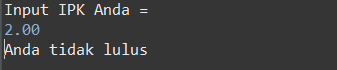 Input IPK Anda =
2.00
Anda tidak lulus